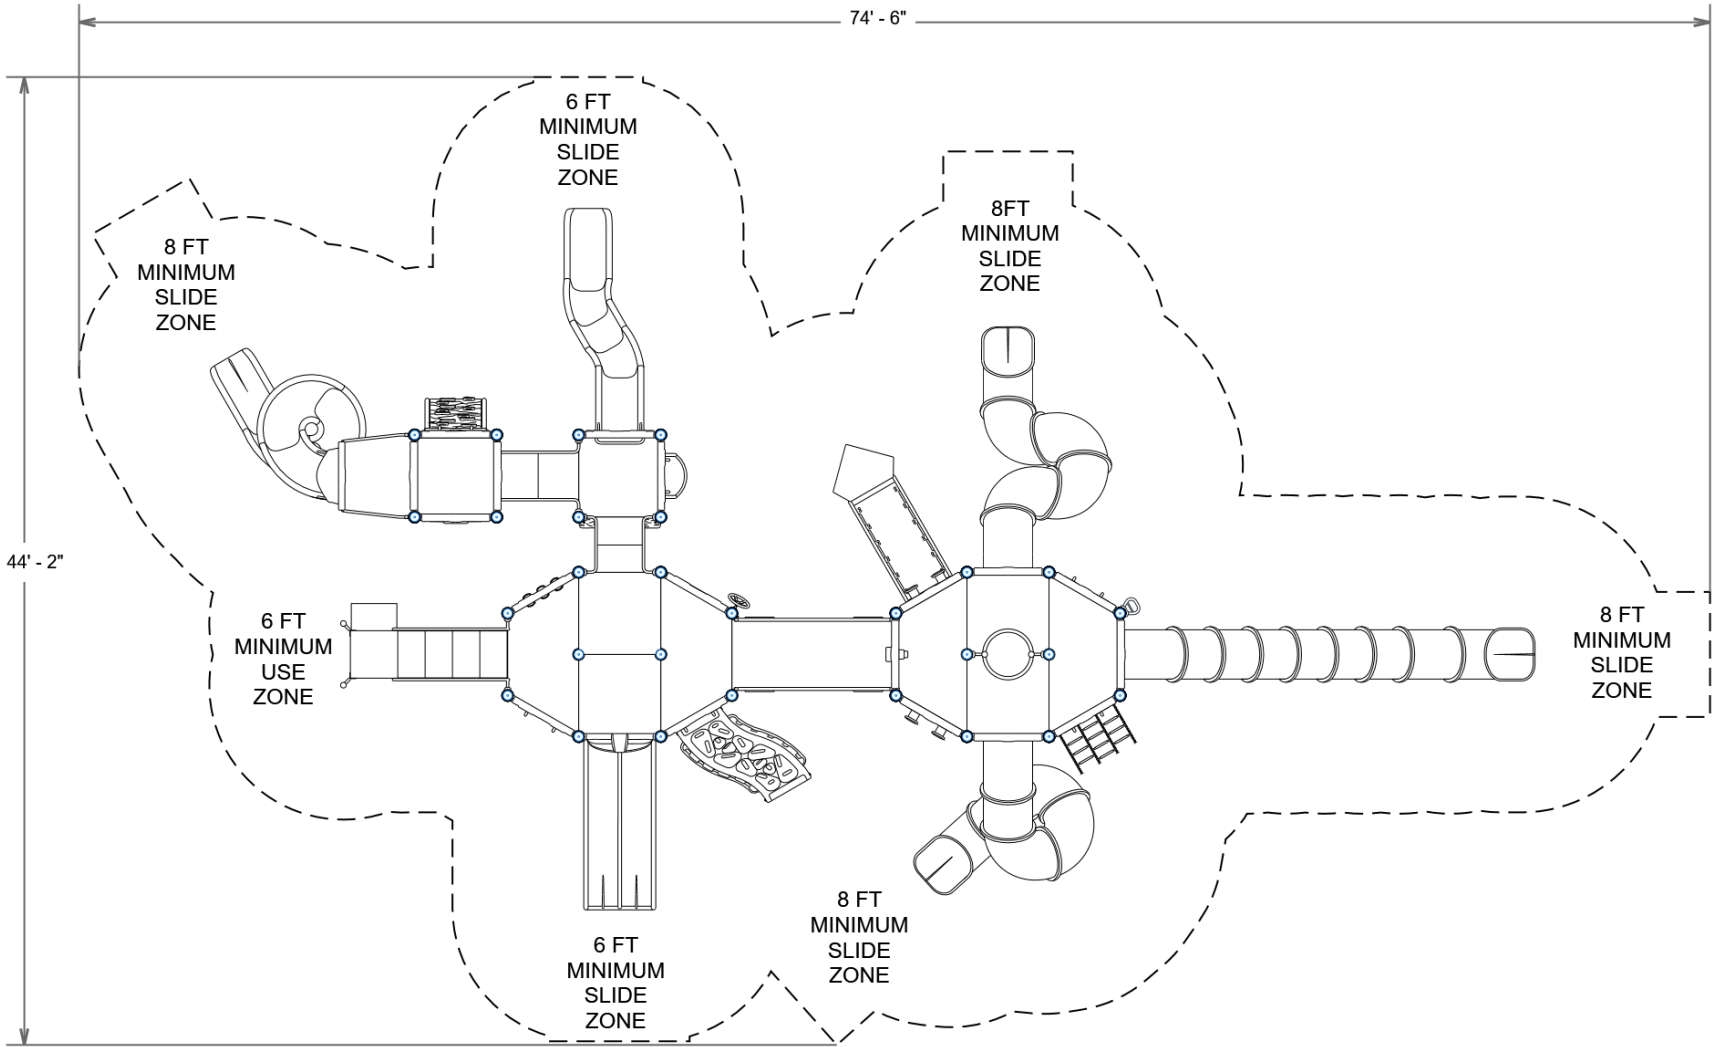 74' - 6"
6 FT
MINIMUM
SLIDE
ZONE
8FT
MINIMUM
SLIDE
ZONE
8 FT
MINIMUM
SLIDE
ZONE
44' - 2"
6 FT
MINIMUM
USE
ZONE
8 FT
MINIMUM
SLIDE
ZONE
8 FT
MINIMUM
SLIDE
ZONE
6 FT
MINIMUM
SLIDE
ZONE